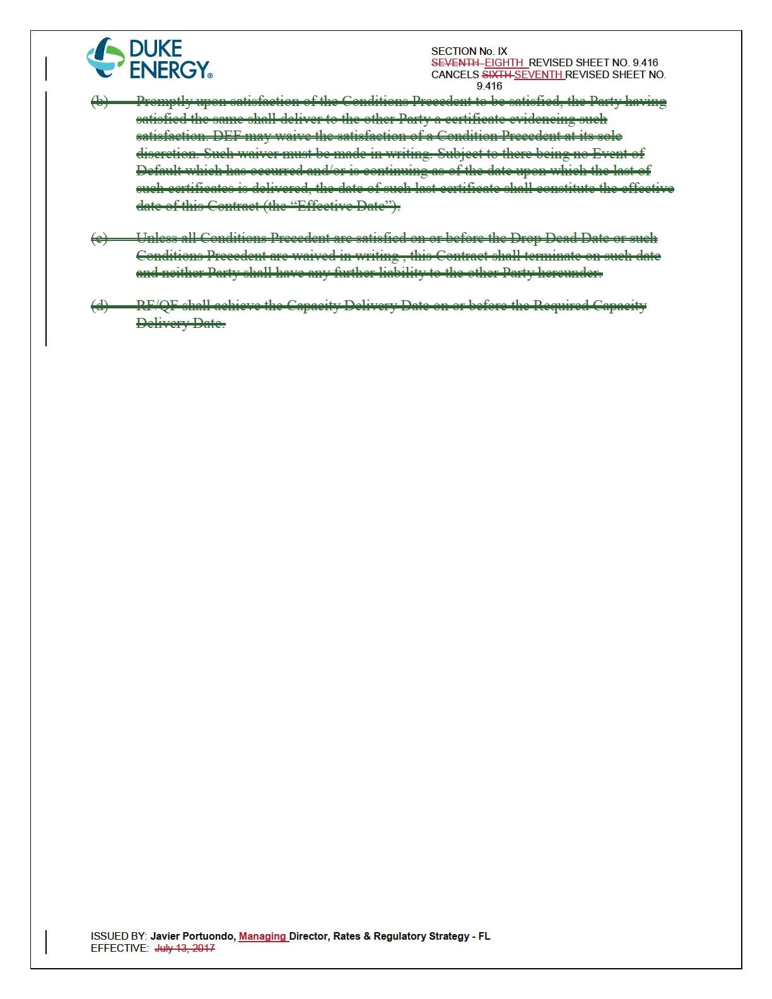 DUKE
ENERGY®
SECTION No. IX
SEVENTH EIGHTH REVISED SHEET NO. 9.416
CANCELS SIXTH SEVENTH REVISED SHEET NO.
9.416
(b) Promptly upon satisfaction of the Conditions Precedent to be satisfied, the Party having
satisfied the same shall deliver to the other Party a certificate evidencing such
satisfaction. DEF may waive the satisfaction of a Condition Precedent at its sole
discretion. Such waiver must be made in writing. Subject to there being no Event of
Default which has occurred and/or is continuing as of the date upon which the last of
such certificates is delivered, the date of such last certificate shall constitute the effective
date of this Contract (the “Effective Date”).
(c) Unless all Conditions Precedent are satisfied on or before the Drop Dead Date or such
Conditions Precedent are waived in writing , this Contract shall terminate on such date
and neither Party shall have any further liability to the other Party hereunder.
(d) RF/QF shall achieve the Capacity Delivery Date on or before the Required Capacity
Delivery Date.
ISSUED BY: Javier Portuondo, Managing Director, Rates & Regulatory Strategy - FL
EFFECTIVE: July 13, 2017